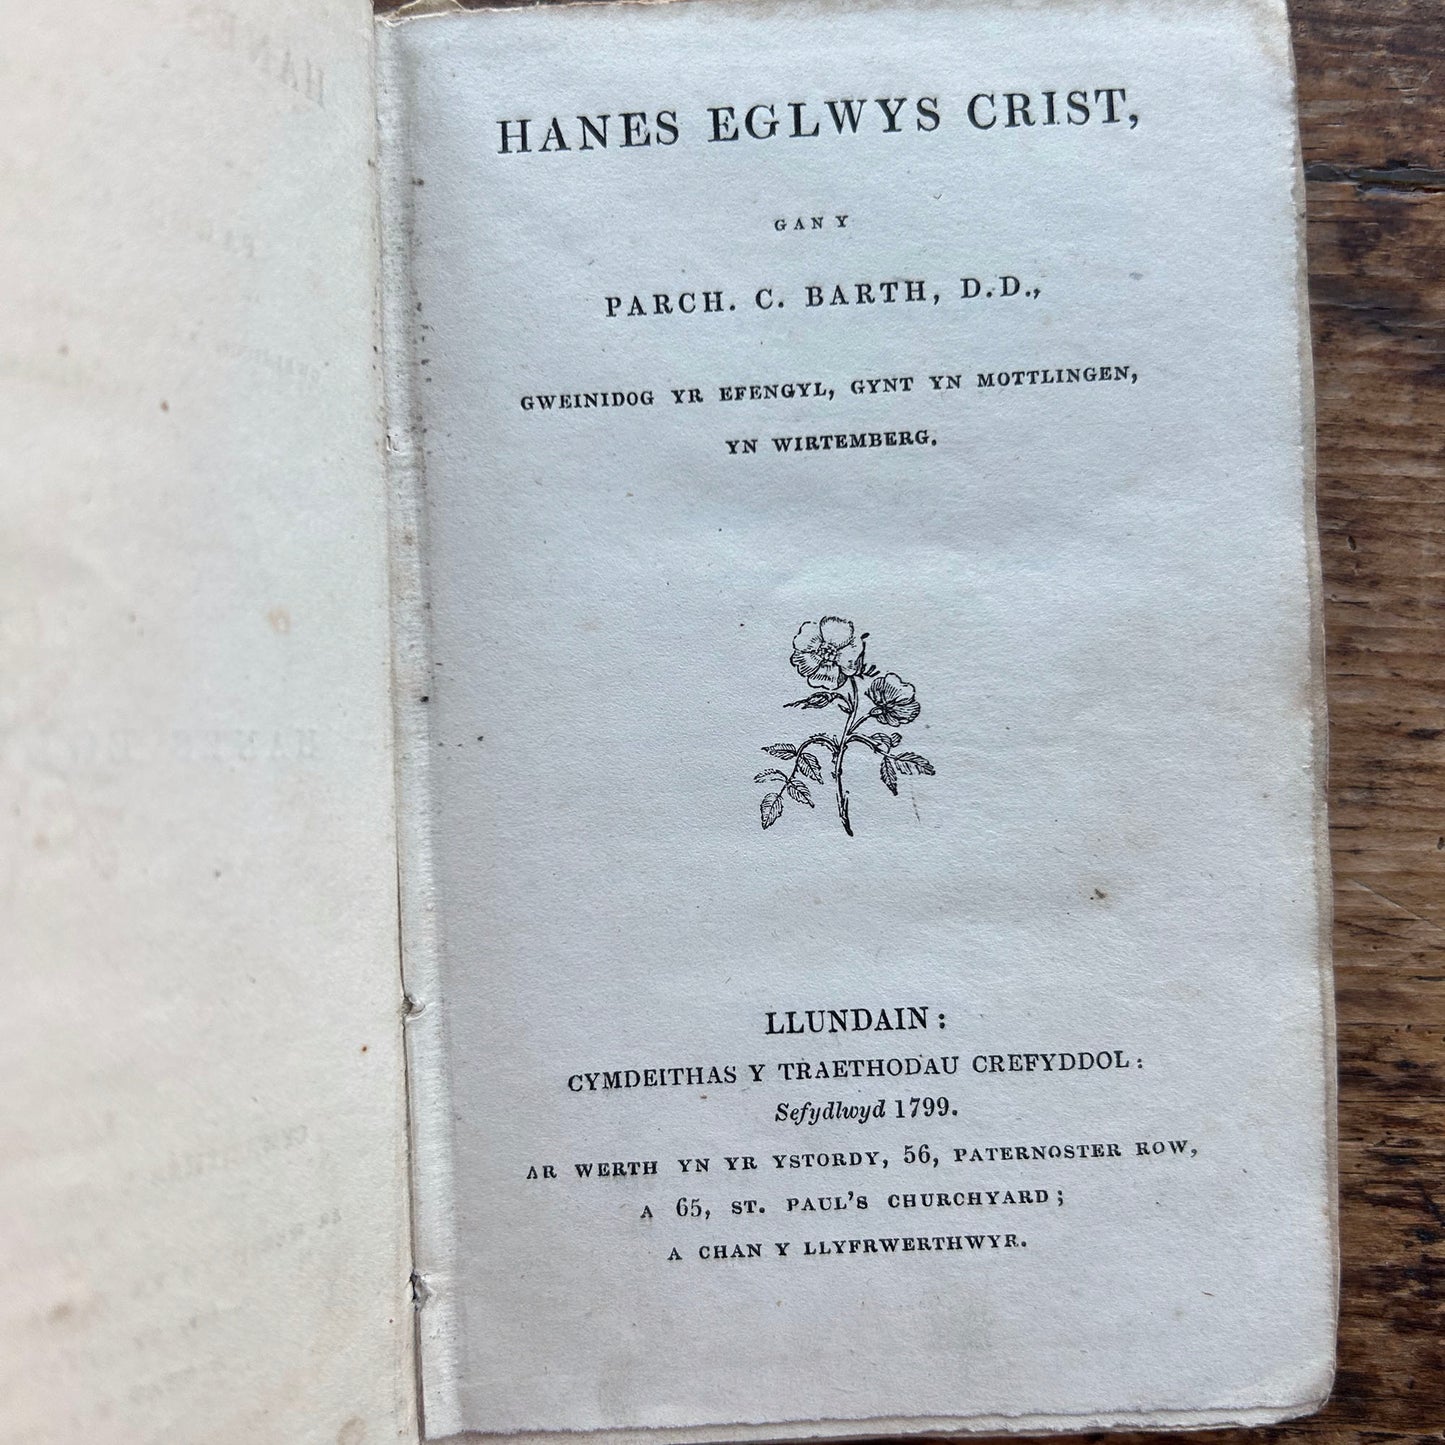 HANES EGLWYS CRIST,
GAN Y
PARCH. C. BARTH, D.D.,
GWEINIDOG YR EFENGYL, GYNT YN MOTTLINGEN,
YN WIRTEMBERG.
LLUNDAIN:
CYMDEITHAS Y TRAETHODAU CREFYDDOL:
Sefydlwyd 1799.
AR WERTH YN YR YSTORDY, 56, PATERNOSTER ROW,
A 65, ST. PAUL'S CHURCHYARD;
A CHAN Y LLYFRWERTHWYR.